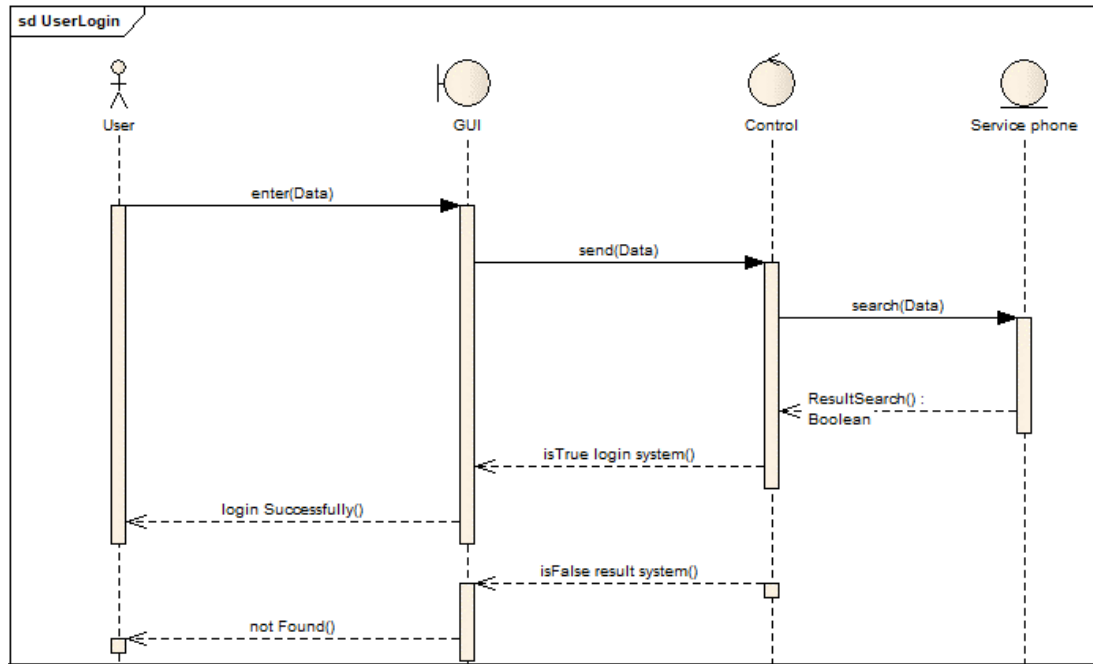 sd UserLogin
User
GUI
Control
Service phone
enter(Data)
send(Data)
search(Data)
ResultSearch() :
Boolean
isTrue login system()
login Successfully()
isFalse result system()
not Found()